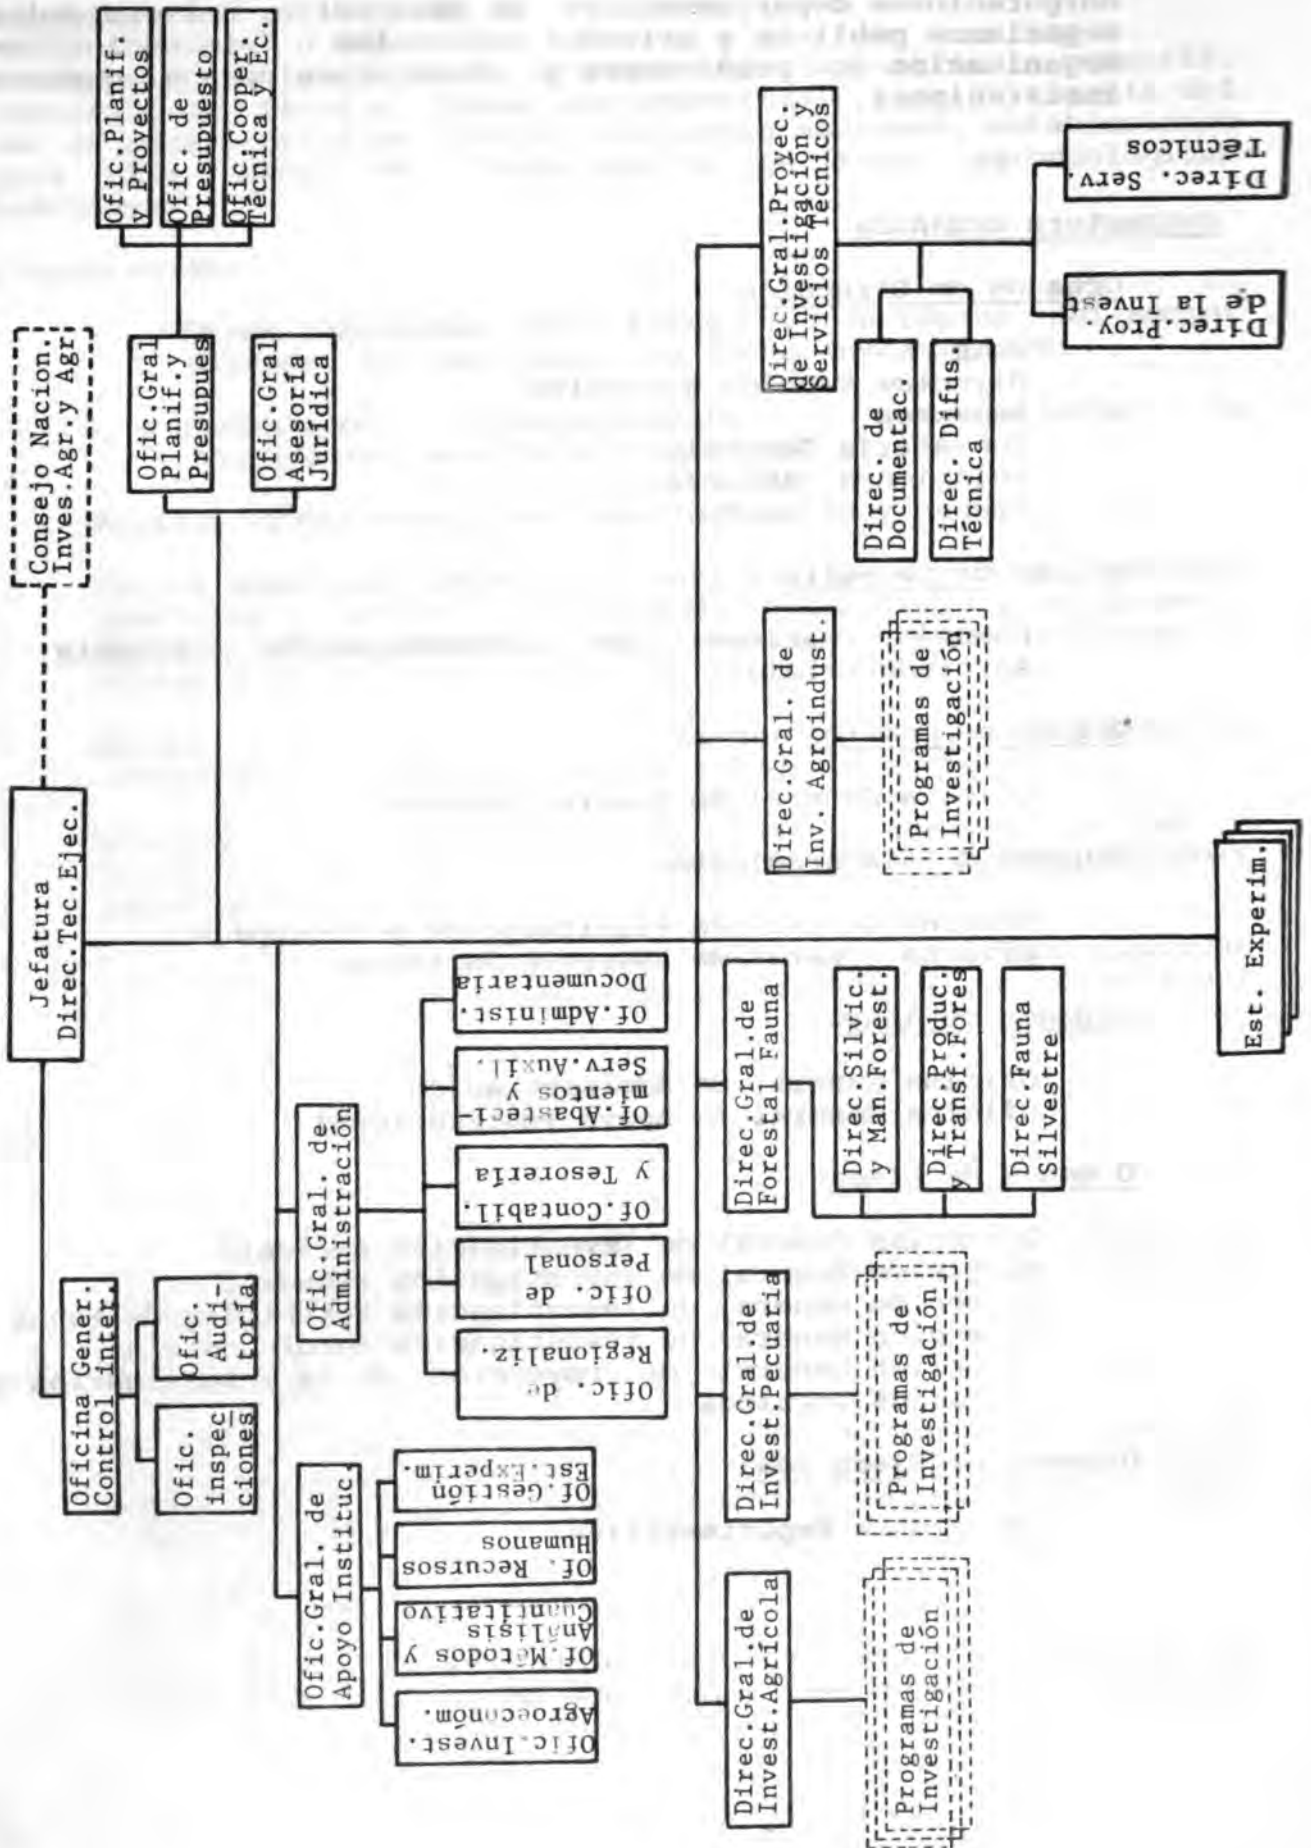 Jefatura
Direc.Tec.Ejec.
Consejo Nacion.
Inves.Agr.y Agr
Oficina Gener.
Control inter.
Ofic.
inspec-
ciones
Ofic.
Audi-
toria.
Ofic.Gral
Planif.y
Presupues
Ofic.Gral
Asesoría
Jurídica
Ofic.Planif.
y Proyectos
Ofic. de
Presupuesto
Ofic.Cooper.
Técnica y Ec.
Ofic.Gral. de
Apoyo Instituc.
Ofic.Invest.
Agroeconóm.
Of.Métodos y
Análisis
Cuantitativo
Of. Recursos
Humanos
Of.Gestión
Est.Experim.
Ofic.Gral. de
Administración
Ofic. de
Regionaliz.
Ofic. de
Personal
Of.Contabil.
y Tesorería
Of.Abasteci-
mientos y
Serv.Auxil.
Of.Administ.
Documentaria
Direc.Gral.de
Invest.Agrícola
Programas de
Investigación
Direc.Gral.de
Invest.Pecuaria
Programas de
Investigación
Direc.Gral.de
Forestal Fauna
Direc.Silvic.
y Man.Forest.
Direc.Produc.
y Transf.Fores
Direc.Fauna
Silvestre
Direc.Gral. de
Inv. Agroindust.
Programas de
Investigación
Direc.Gral.Proyec.
de Investigación y
Servicios Técnicos
Direc. de
Documentac.
Direc. Difus.
Técnica
Direc.Proy.
de la invest
Direc. Serv.
Técnicos
Est. Experim.